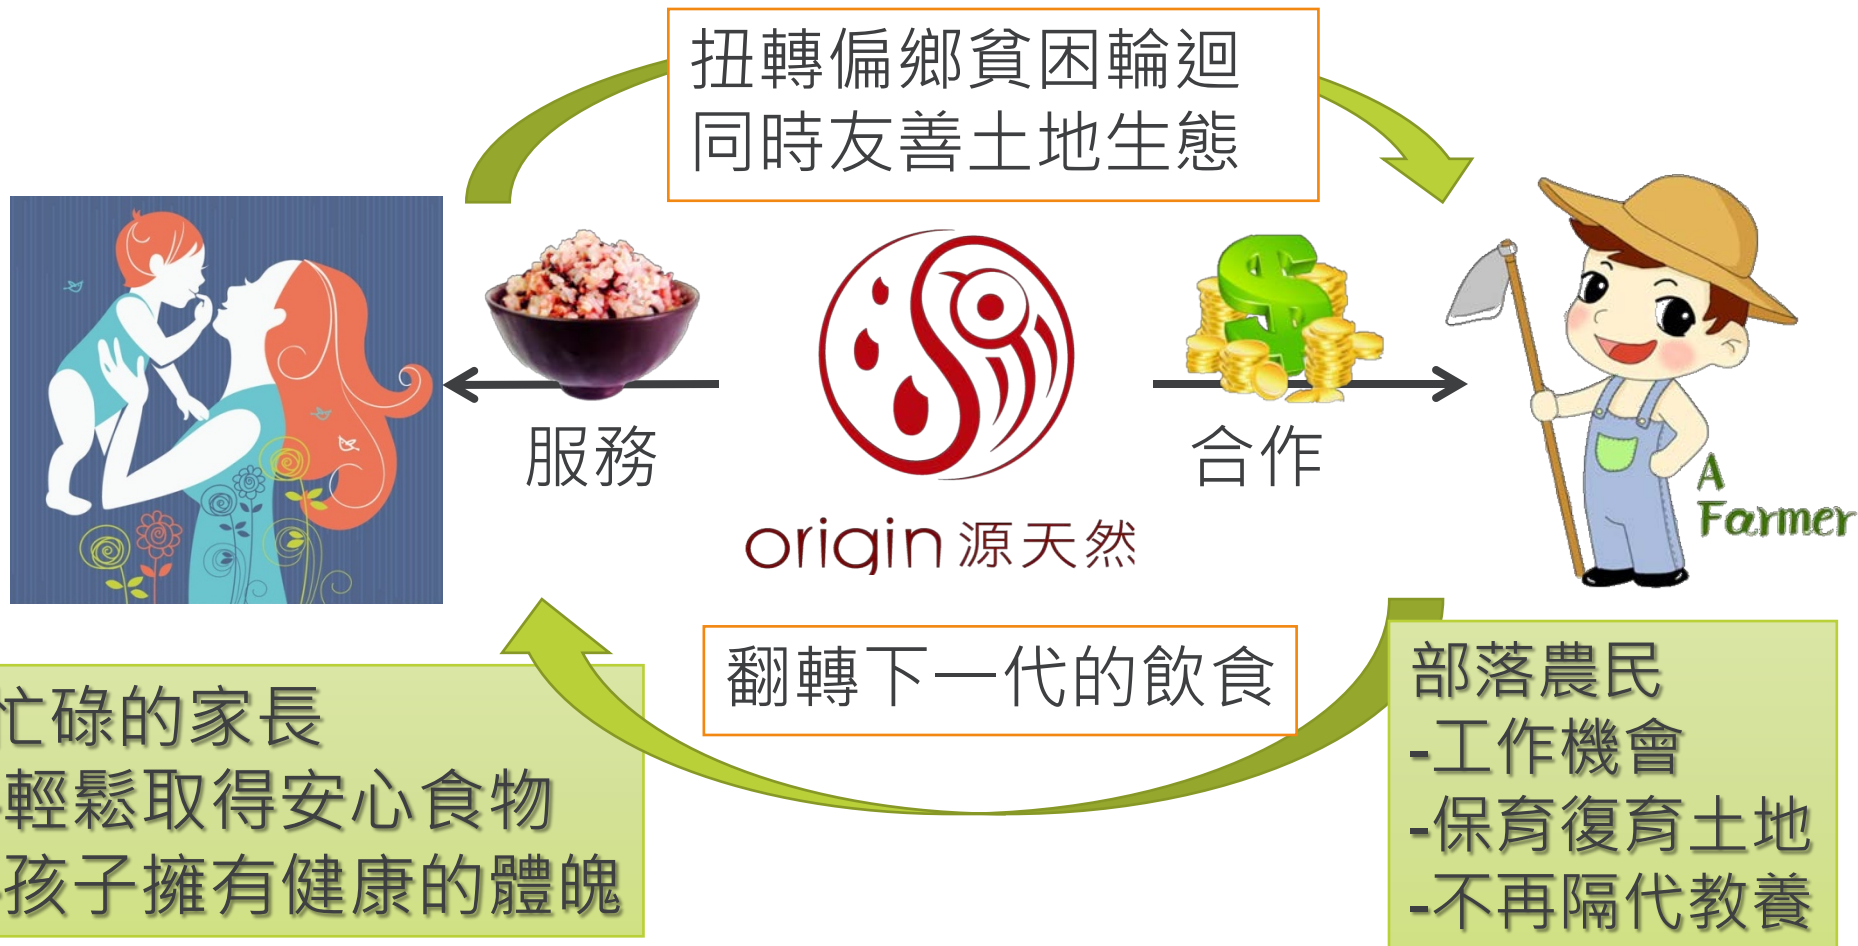 扭轉偏鄉貧困輪迴
同時友善土地生態
服務
合作
origin 源天然
A
Farmer
翻轉下一代的飲食
忙碌的家長
-輕鬆取得安心食物
-孩子擁有健康的體魄
部落農民
-工作機會
-保育復育土地
-不再隔代教養